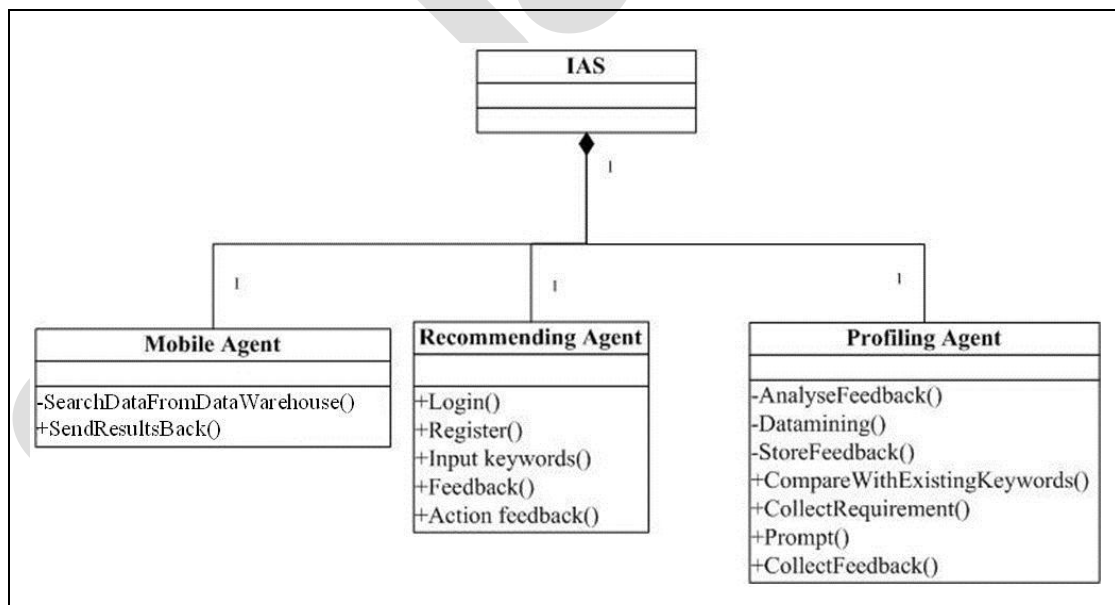 IAS
1
1
1
1
Mobile Agent
-SearchDataFromDataWarehouse()
+SendResultsBack()
Recommending Agent
+Login()
+Register()
+Input keywords()
+Feedback()
+Action feedback()
Profiling Agent
-AnalyseFeedback()
-Datamining()
-StoreFeedback()
+CompareWithExistingKeywords()
+CollectRequirement()
+Prompt()
+CollectFeedback()